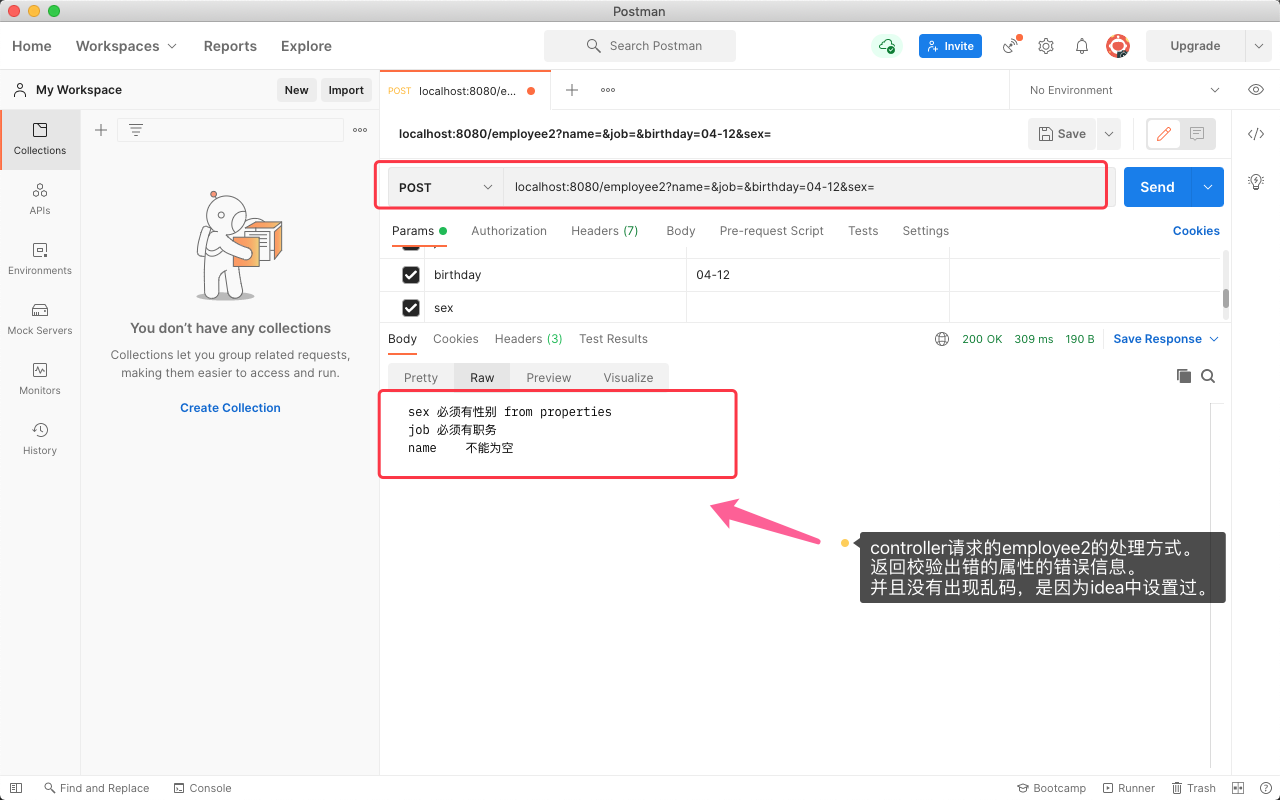 Postman
Home Workspaces Reports Explore Search Postman Invite Upgrade
My Workspace New Import POST localhost:8080/e... No Environment
Collections
APIs
Environments
Mock Servers
Monitors
History
You don't have any collections
Collections let you group related requests,
making them easier to access and run.
Create Collection
localhost:8080/employee2?name=&job=&birthday=04-12&sex= Save
POST localhost:8080/employee2?name=&job=&birthday=04-12&sex= Send
Params Authorization Headers (7) Body Pre-request Script Tests Settings Cookies
birthday 04-12
sex
Body Cookies Headers (3) Test Results 200 OK 309 ms 190 B Save Response
Pretty Raw Preview Visualize
sex 必须有性别 from properties
job 必须有职务
name 不能为空
controller请求的employee2的处理方式。
返回校验出错的属性的错误信息。
并且没有出现乱码，是因为idea中设置过。
Find and Replace Console Bootcamp Runner Trash